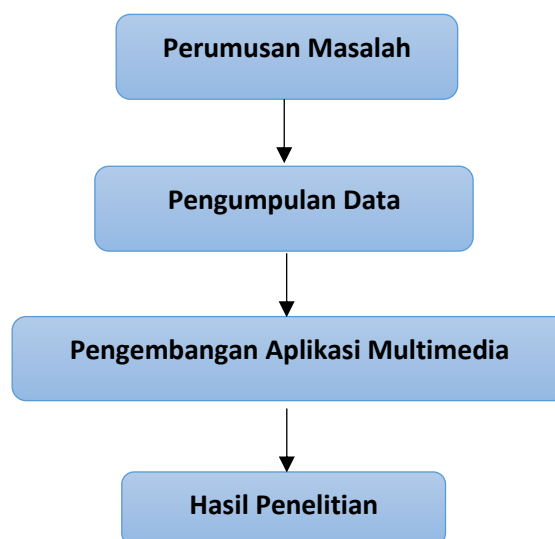 Perumusan Masalah
Pengumpulan Data
Pengembangan Aplikasi Multimedia
Hasil Penelitian